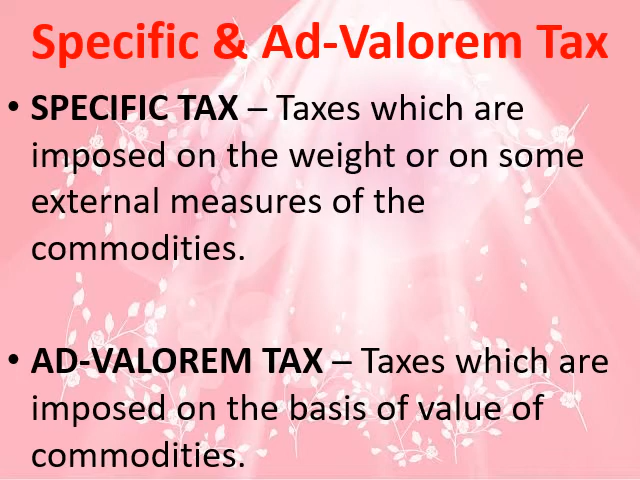 Specific & Ad-Valorem Tax
• SPECIFIC TAX – Taxes which are
imposed on the weight or on some
external measures of the
commodities.
• AD-VALOREM TAX – Taxes which are
imposed on the basis of value of
commodities.